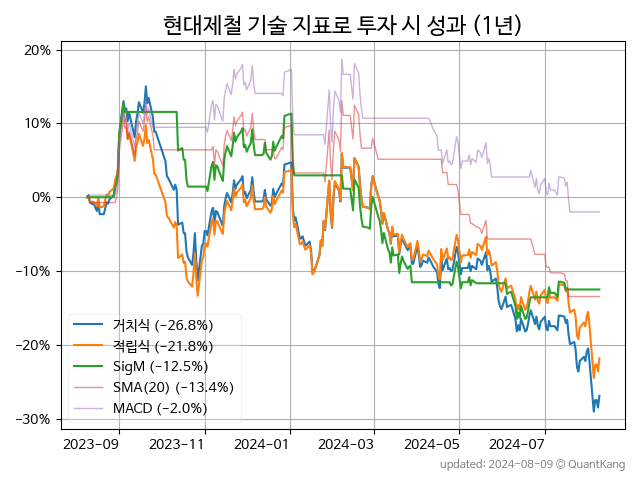 현대제철 기술 지표로 투자 시 성과 (1년)
20%
10%
0%
−10%
−20%
−30%
거치식 (−26.8%)
적립식 (−21.8%)
SigM (−12.5%)
SMA(20) (−13.4%)
MACD (−2.0%)
2023-09 2023-11 2024-01 2024-03 2024-05 2024-07
updated: 2024-08-09 © QuantKang